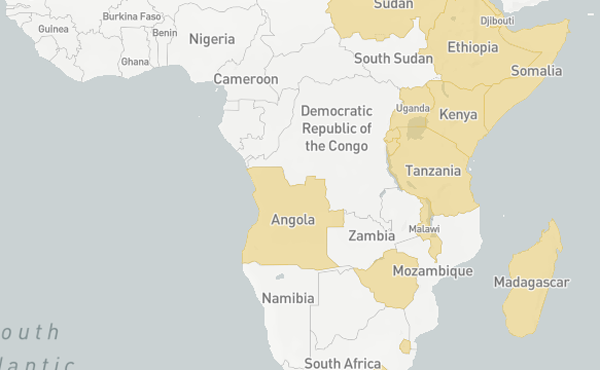 Sudan
Djibouti
Burkina Faso
Guinea
Benin
Nigeria
Ethiopia
Ghana
South Sudan
Somalia
Cameroon
Uganda
Kenya
Democratic
Republic of
the Congo
Tanzania
Angola
Malawi
Zambia
Mozambique
Madagascar
Namibia
outh
lantic
South Africa